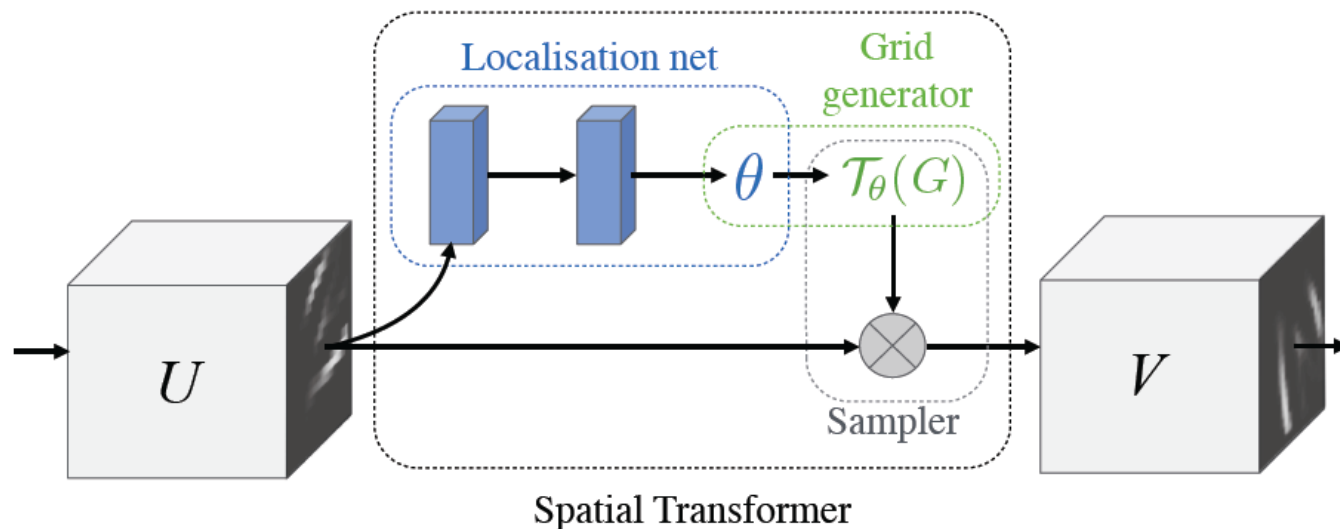 Localisation net
Grid
generator
θ
𝒯θ(G)
U
V
Sampler
Spatial Transformer